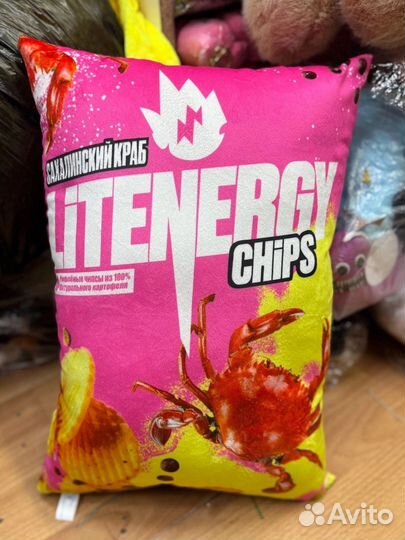 САХАЛИНСКИЙ КРАБ
LiTENERGY
CHiPS
Рифлёные чипсы из 100%
натурального картофеля
Avito